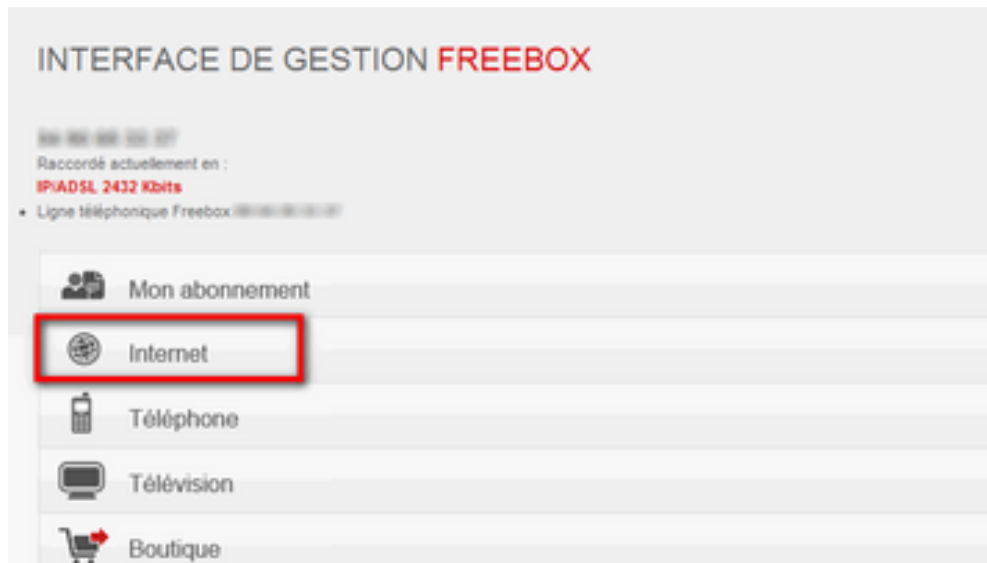 INTERFACE DE GESTION FREEBOX
Raccordé actuellement en :
IP/ADSL 2432 Kbits
• Ligne téléphonique Freebox
Mon abonnement
Internet
Téléphone
Télévision
Boutique